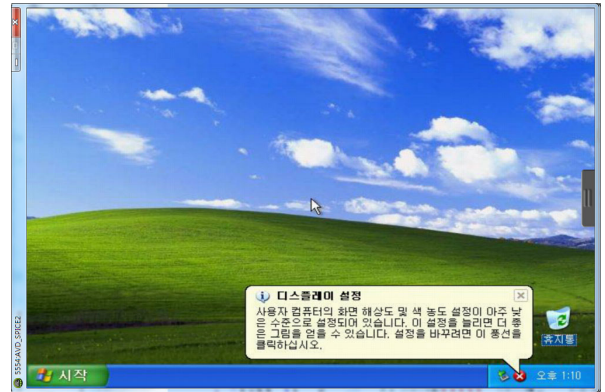 5554:AVD_SPICE2
디스플레이 설정
사용자 컴퓨터의 화면 해상도 및 색 농도 설정이 아주 낮
은 수준으로 설정되어 있습니다. 이 설정을 늘리면 더 좋
은 그림을 얻을 수 있습니다. 설정을 바꾸려면 이 풍선을
클릭하십시오.
휴지통
시작
오후 1:10